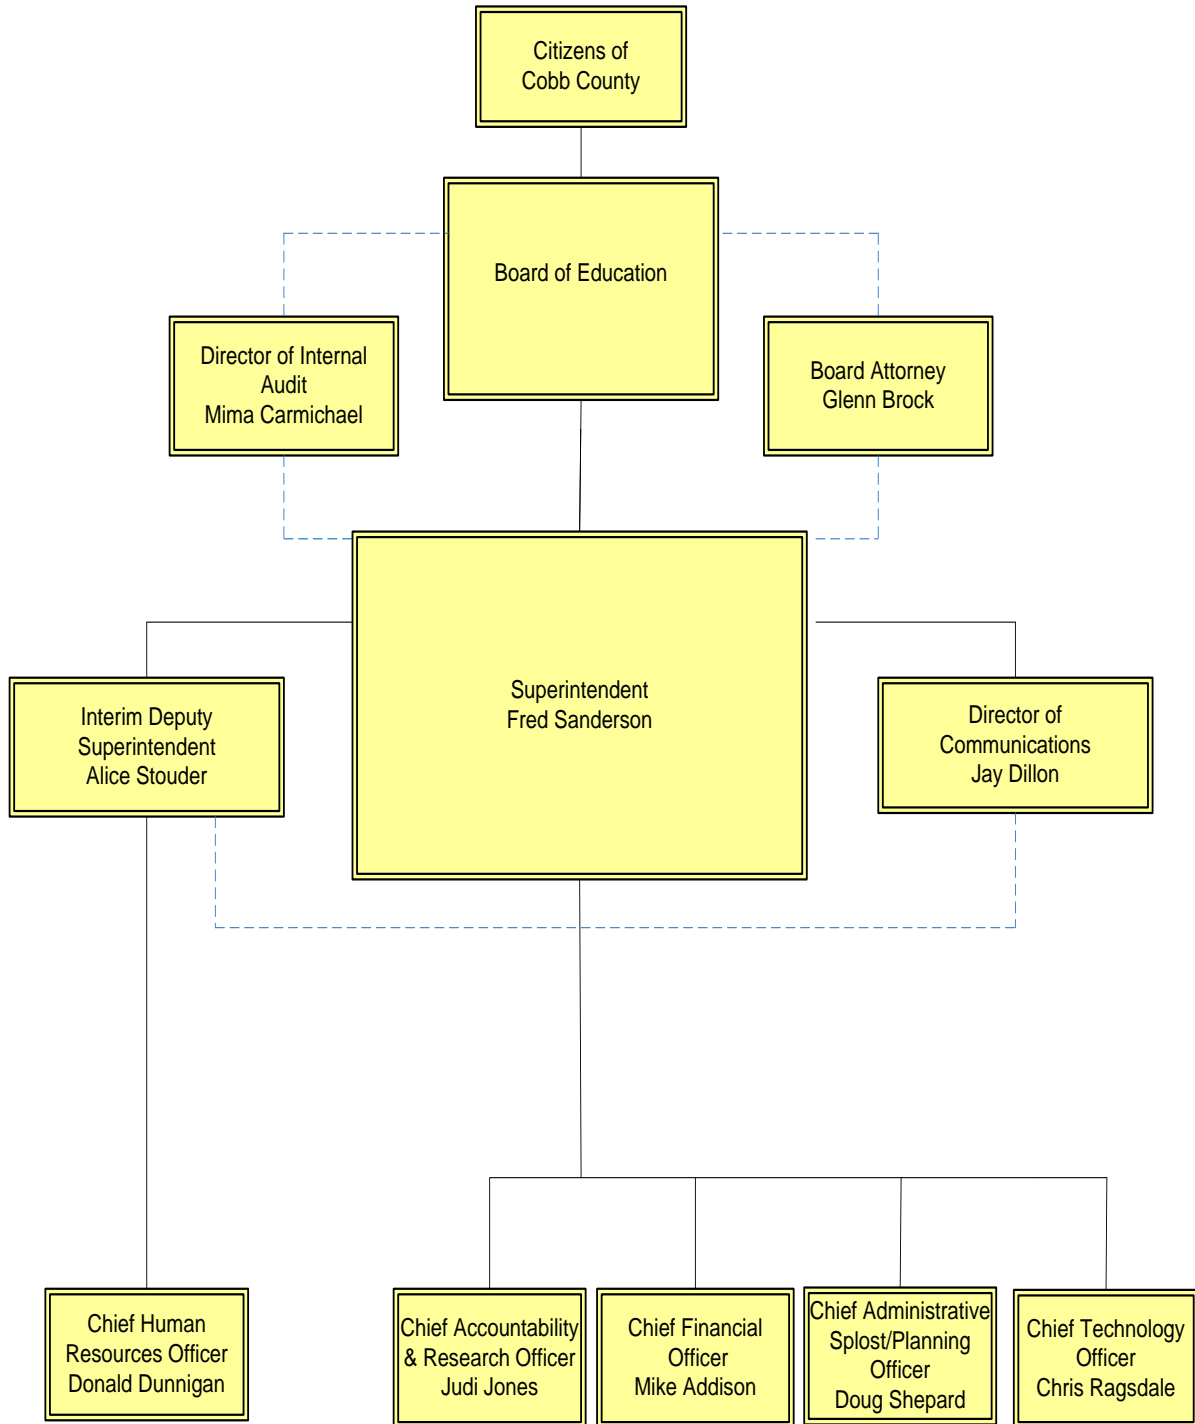 Citizens of
Cobb County
Board of Education
Director of Internal
Audit
Mima Carmichael
Board Attorney
Glenn Brock
Superintendent
Fred Sanderson
Interim Deputy
Superintendent
Alice Stouder
Director of
Communications
Jay Dillon
Chief Human
Resources Officer
Donald Dunnigan
Chief Accountability
& Research Officer
Judi Jones
Chief Financial
Officer
Mike Addison
Chief Administrative
Splost/Planning
Officer
Doug Shepard
Chief Technology
Officer
Chris Ragsdale